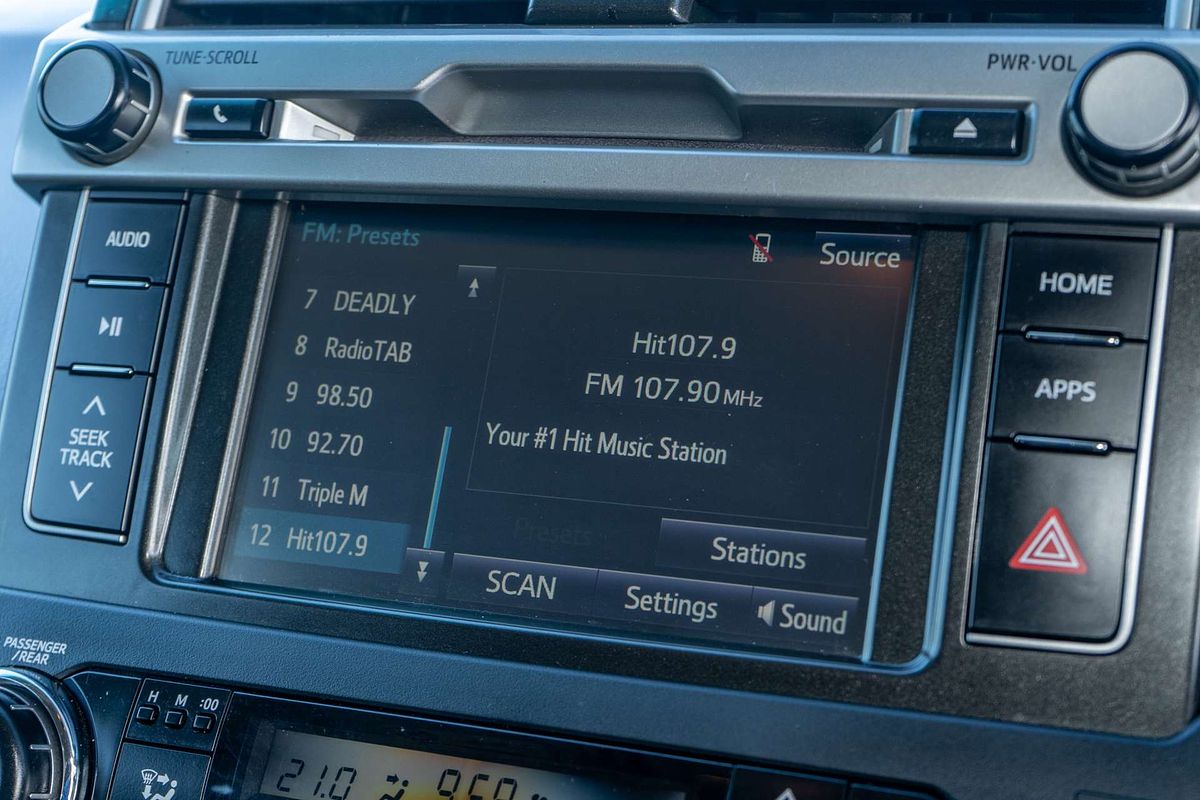 TUNE·SCROLL
PWR·VOL
AUDIO
SEEK
TRACK
FM: Presets
Source
7 DEADLY
8 RadioTAB
9 98.50
10 92.70
11 Triple M
12 Hit107.9
Hit107.9
FM 107.90 MHz
Your #1 Hit Music Station
Presets
Stations
SCAN
Settings
Sound
HOME
APPS
PASSENGER
/REAR
H M :00
21.0